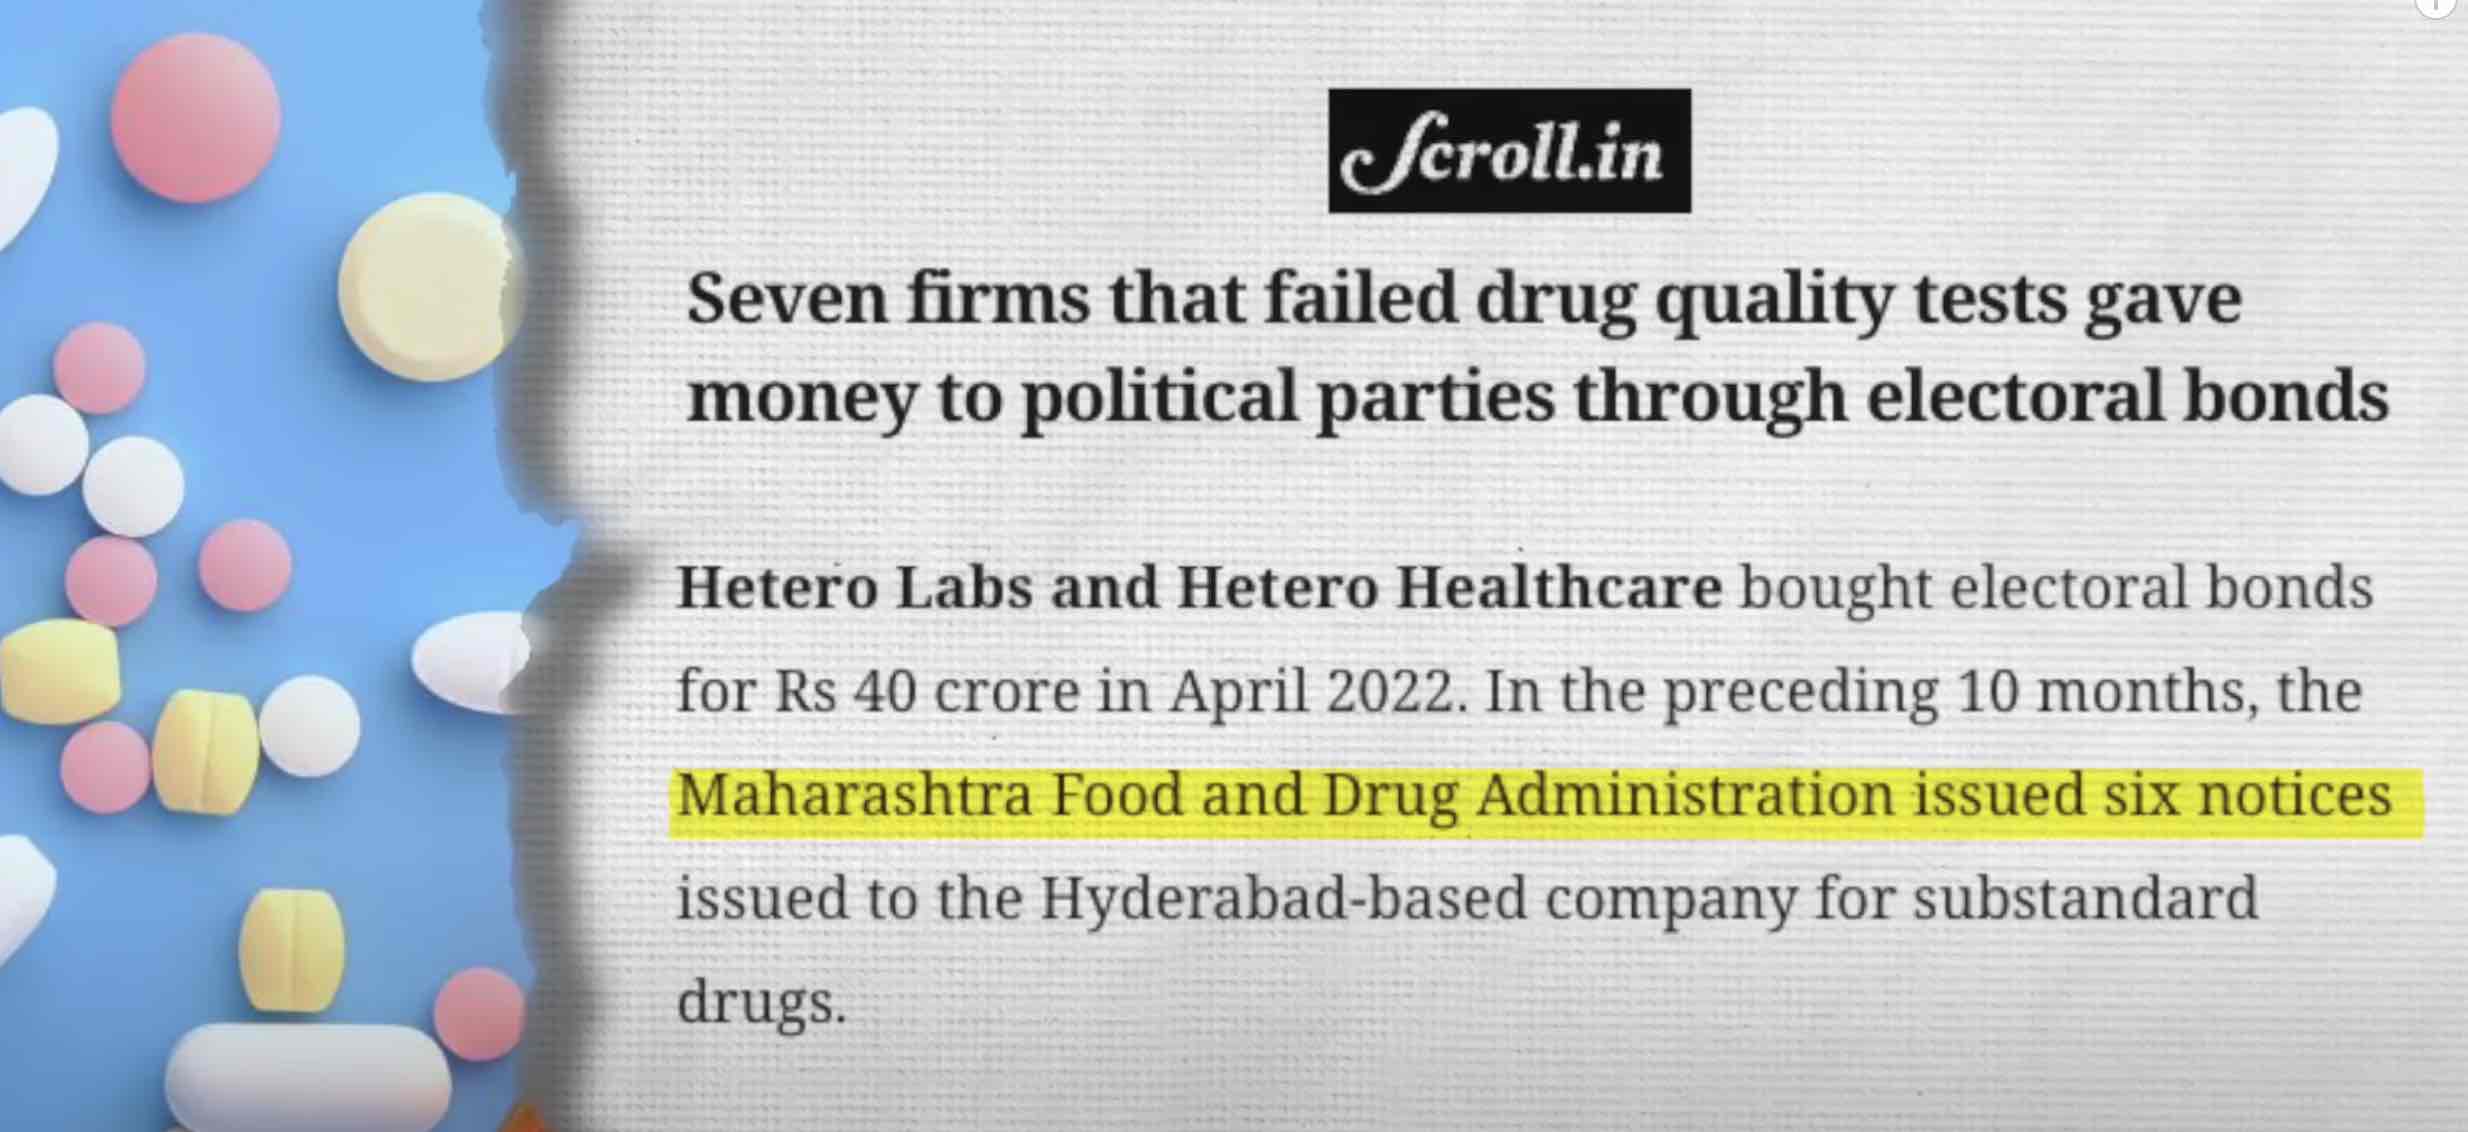 Scroll.in
Seven firms that failed drug quality tests gave
money to political parties through electoral bonds
Hetero Labs and Hetero Healthcare bought electoral bonds
for Rs 40 crore in April 2022. In the preceding 10 months, the
Maharashtra Food and Drug Administration issued six notices
issued to the Hyderabad-based company for substandard
drugs.